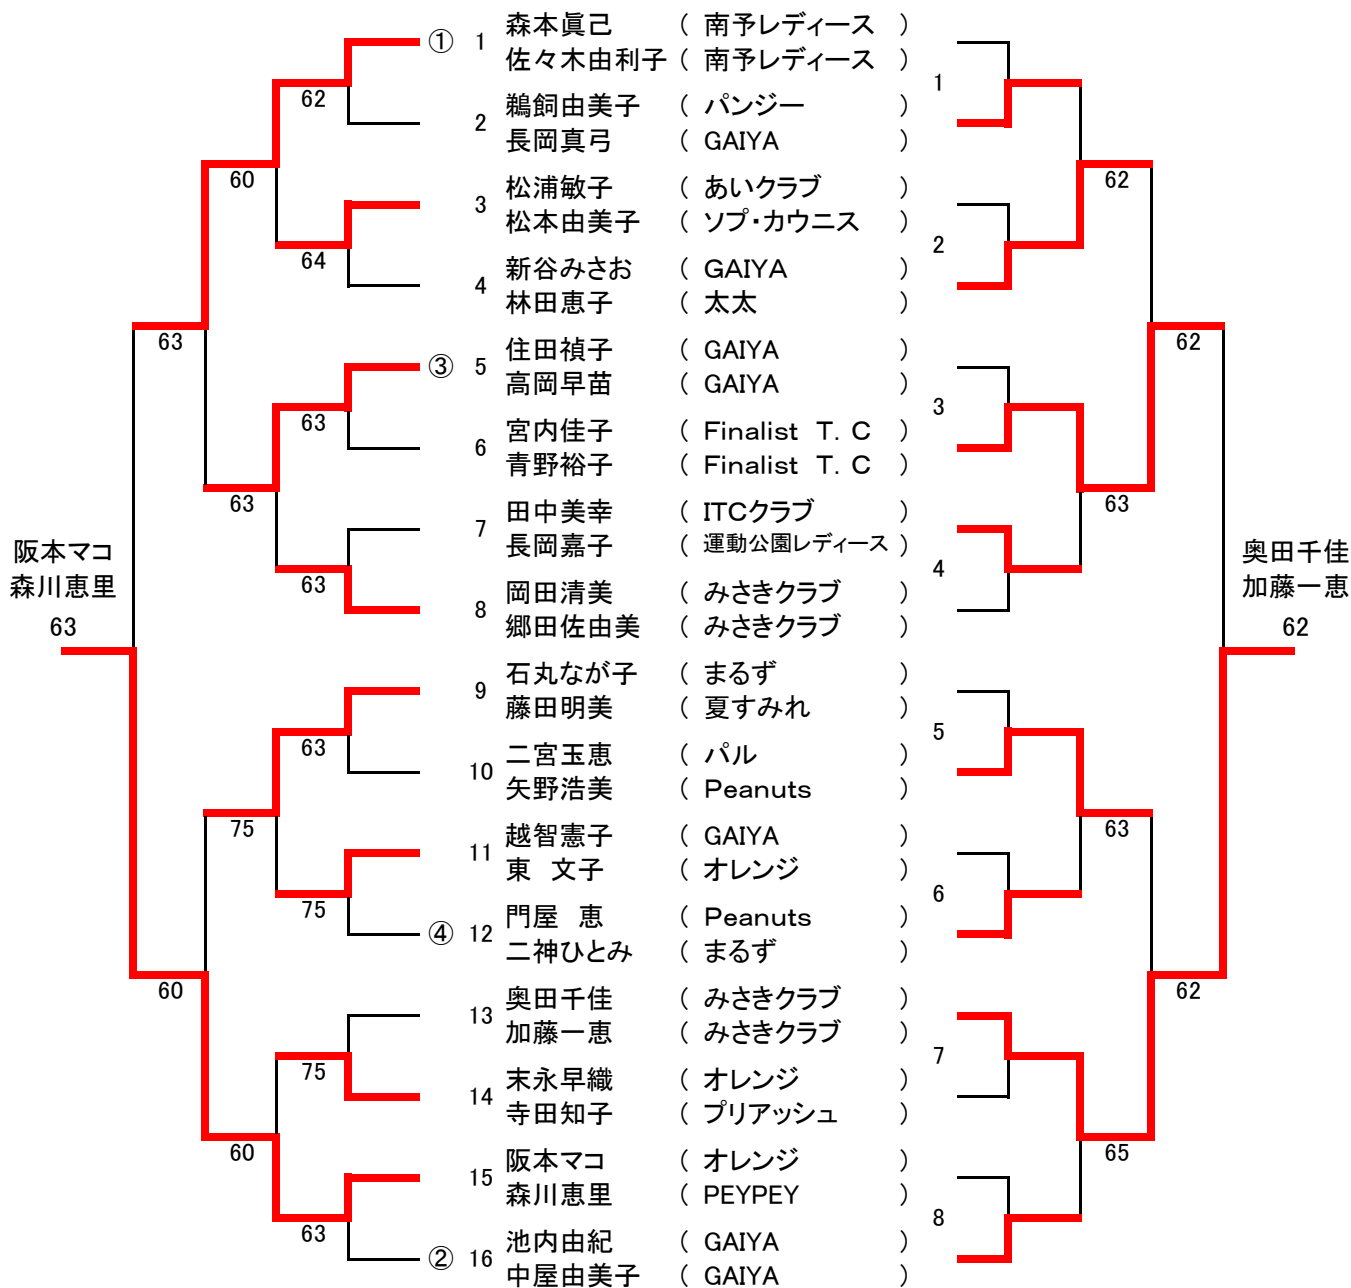 ① 1 森本眞己 ( 南予レディース )
佐々木由利子 ( 南予レディース )
62 1
2 鵜飼由美子 ( パンジー )
長岡真弓 ( GAIYA )
60 62
3 松浦敏子 ( あいクラブ )
松本由美子 ( ソプ・カウニス )
64 2
4 新谷みさお ( GAIYA )
林田恵子 ( 太太 )
63 62
③ 5 住田禎子 ( GAIYA )
高岡早苗 ( GAIYA )
63 3
6 宮内佳子 ( Finalist T. C )
青野裕子 ( Finalist T. C )
63 63
7 田中美幸 ( ITCクラブ )
長岡嘉子 ( 運動公園レディース )
阪本マコ 奥田千佳
63 4
森川恵里 加藤一恵
8 岡田清美 ( みさきクラブ )
郷田佐由美 ( みさきクラブ )
63 62
9 石丸なが子 ( まるず )
藤田明美 ( 夏すみれ )
63 5
10 二宮玉恵 ( パル )
矢野浩美 ( Peanuts )
75 63
11 越智憲子 ( GAIYA )
東 文子 ( オレンジ )
75 6
④ 12 門屋 恵 ( Peanuts )
二神ひとみ ( まるず )
60 62
13 奥田千佳 ( みさきクラブ )
加藤一恵 ( みさきクラブ )
75 7
14 末永早織 ( オレンジ )
寺田知子 ( プリアッシュ )
60 65
15 阪本マコ ( オレンジ )
森川恵里 ( PEYPEY )
63 8
② 16 池内由紀 ( GAIYA )
中屋由美子 ( GAIYA )